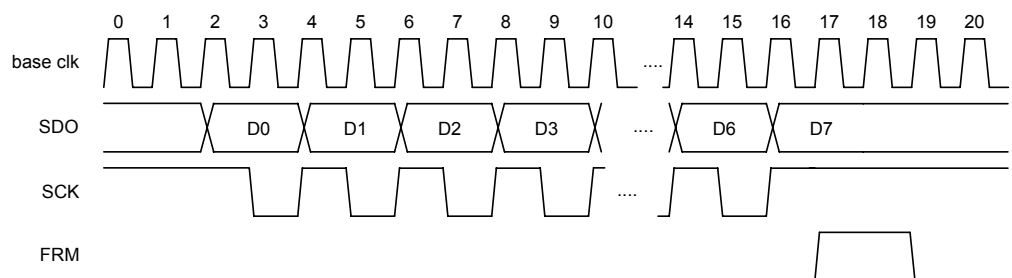 0 1 2 3 4 5 6 7 8 9 10 14 15 16 17 18 19 20
base clk ....
SDO D0 D1 D2 D3 .... D6 D7
SCK ....
FRM